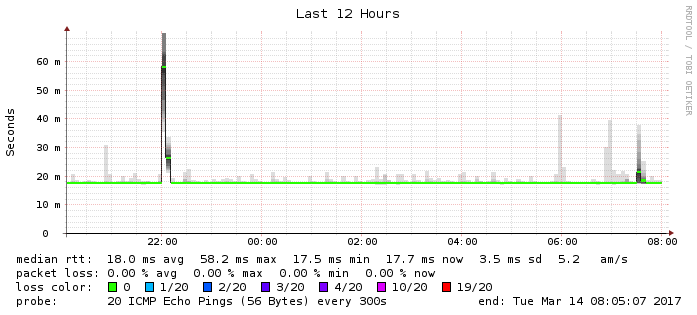 Last 12 Hours
RRDTOOL / TOBI OETIKER
Seconds
60 m
50 m
40 m
30 m
20 m
10 m
0
22:00 00:00 02:00 04:00 06:00 08:00
median rtt: 18.0 ms avg 58.2 ms max 17.5 ms min 17.7 ms now 3.5 ms sd 5.2 am/s
packet loss: 0.00 % avg 0.00 % max 0.00 % min 0.00 % now
loss color: 0 1/20 2/20 3/20 4/20 10/20 19/20
probe: 20 ICMP Echo Pings (56 Bytes) every 300s end: Tue Mar 14 08:05:07 2017